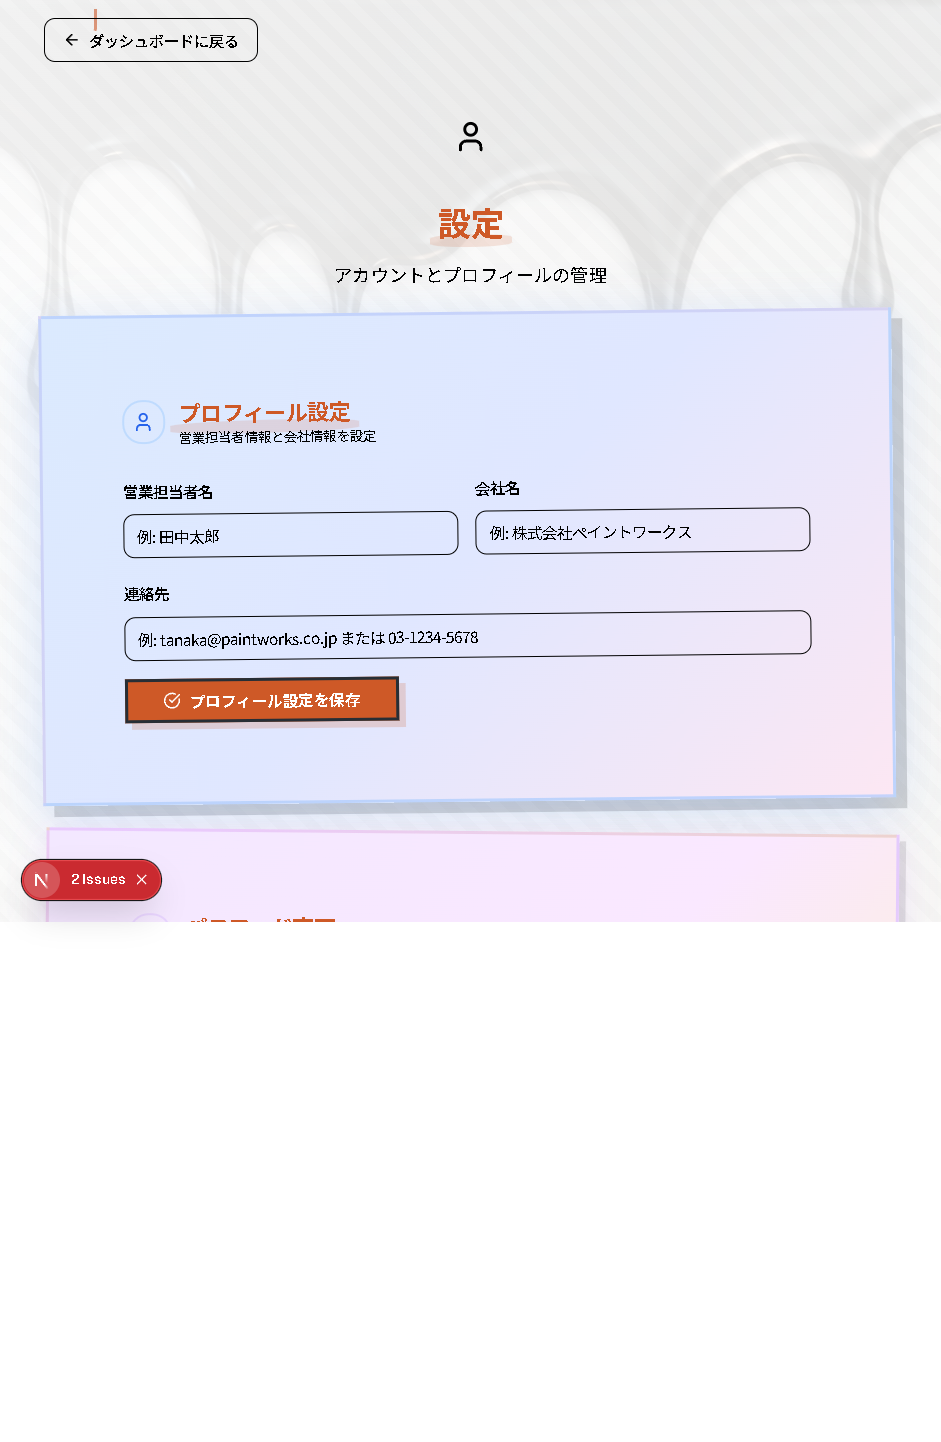 ダッシュボードに戻る
設定
アカウントとプロフィールの管理
プロフィール設定
営業担当者情報と会社情報を設定
営業担当者名
会社名
例: 田中太郎
例: 株式会社ペイントワークス
連絡先
例: tanaka@paintworks.co.jp または 03-1234-5678
プロフィール設定を保存
N 2 Issues